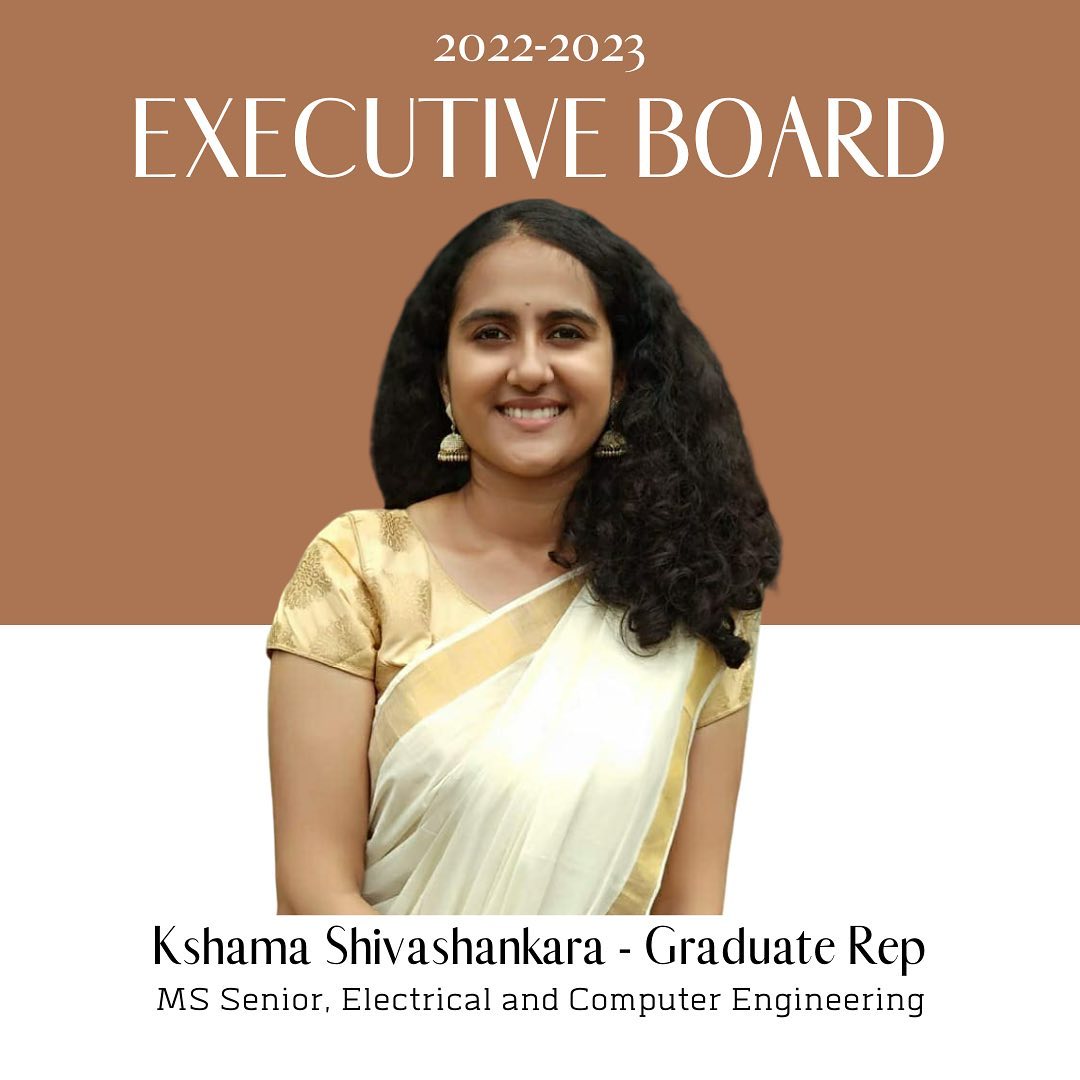 2022-2023
EXECUTIVE BOARD
Kshama Shivashankara - Graduate Rep
MS Senior, Electrical and Computer Engineering